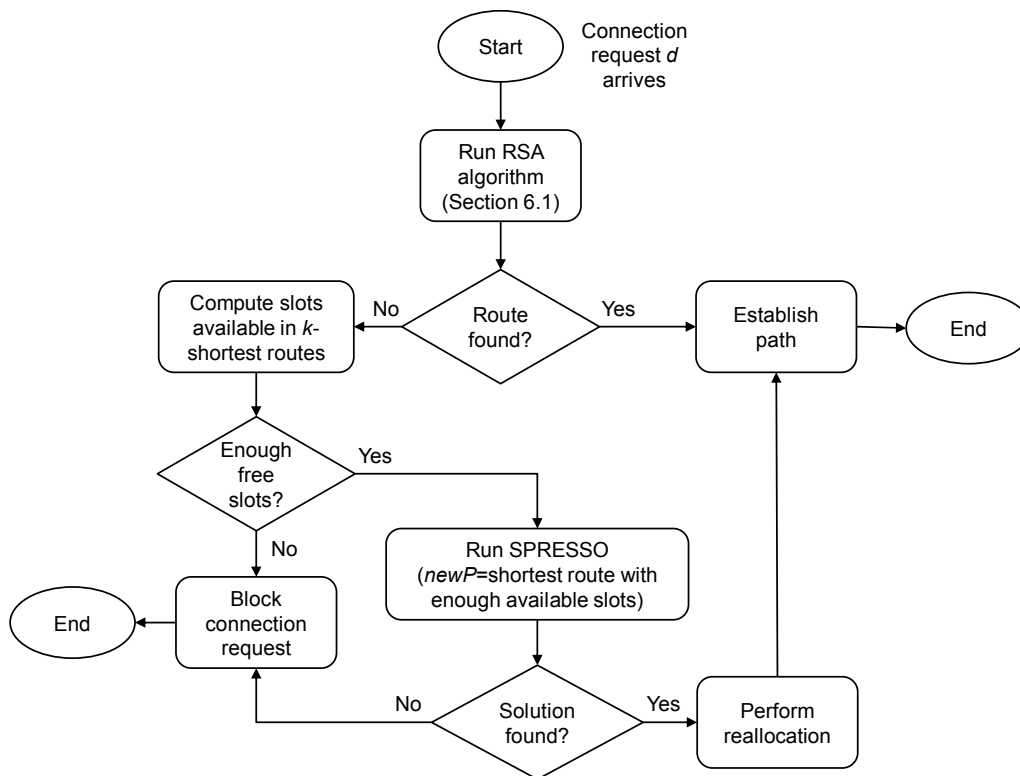 Start
Connection
request d
arrives
Run RSA
algorithm
(Section 6.1)
Compute slots
available in k-
shortest routes
No
Route
found?
Yes
Establish
path
End
Enough
free
slots?
Yes
No
Run SPRESSO
(newP=shortest route with
enough available slots)
End
Block
connection
request
No
Solution
found?
Yes
Perform
reallocation